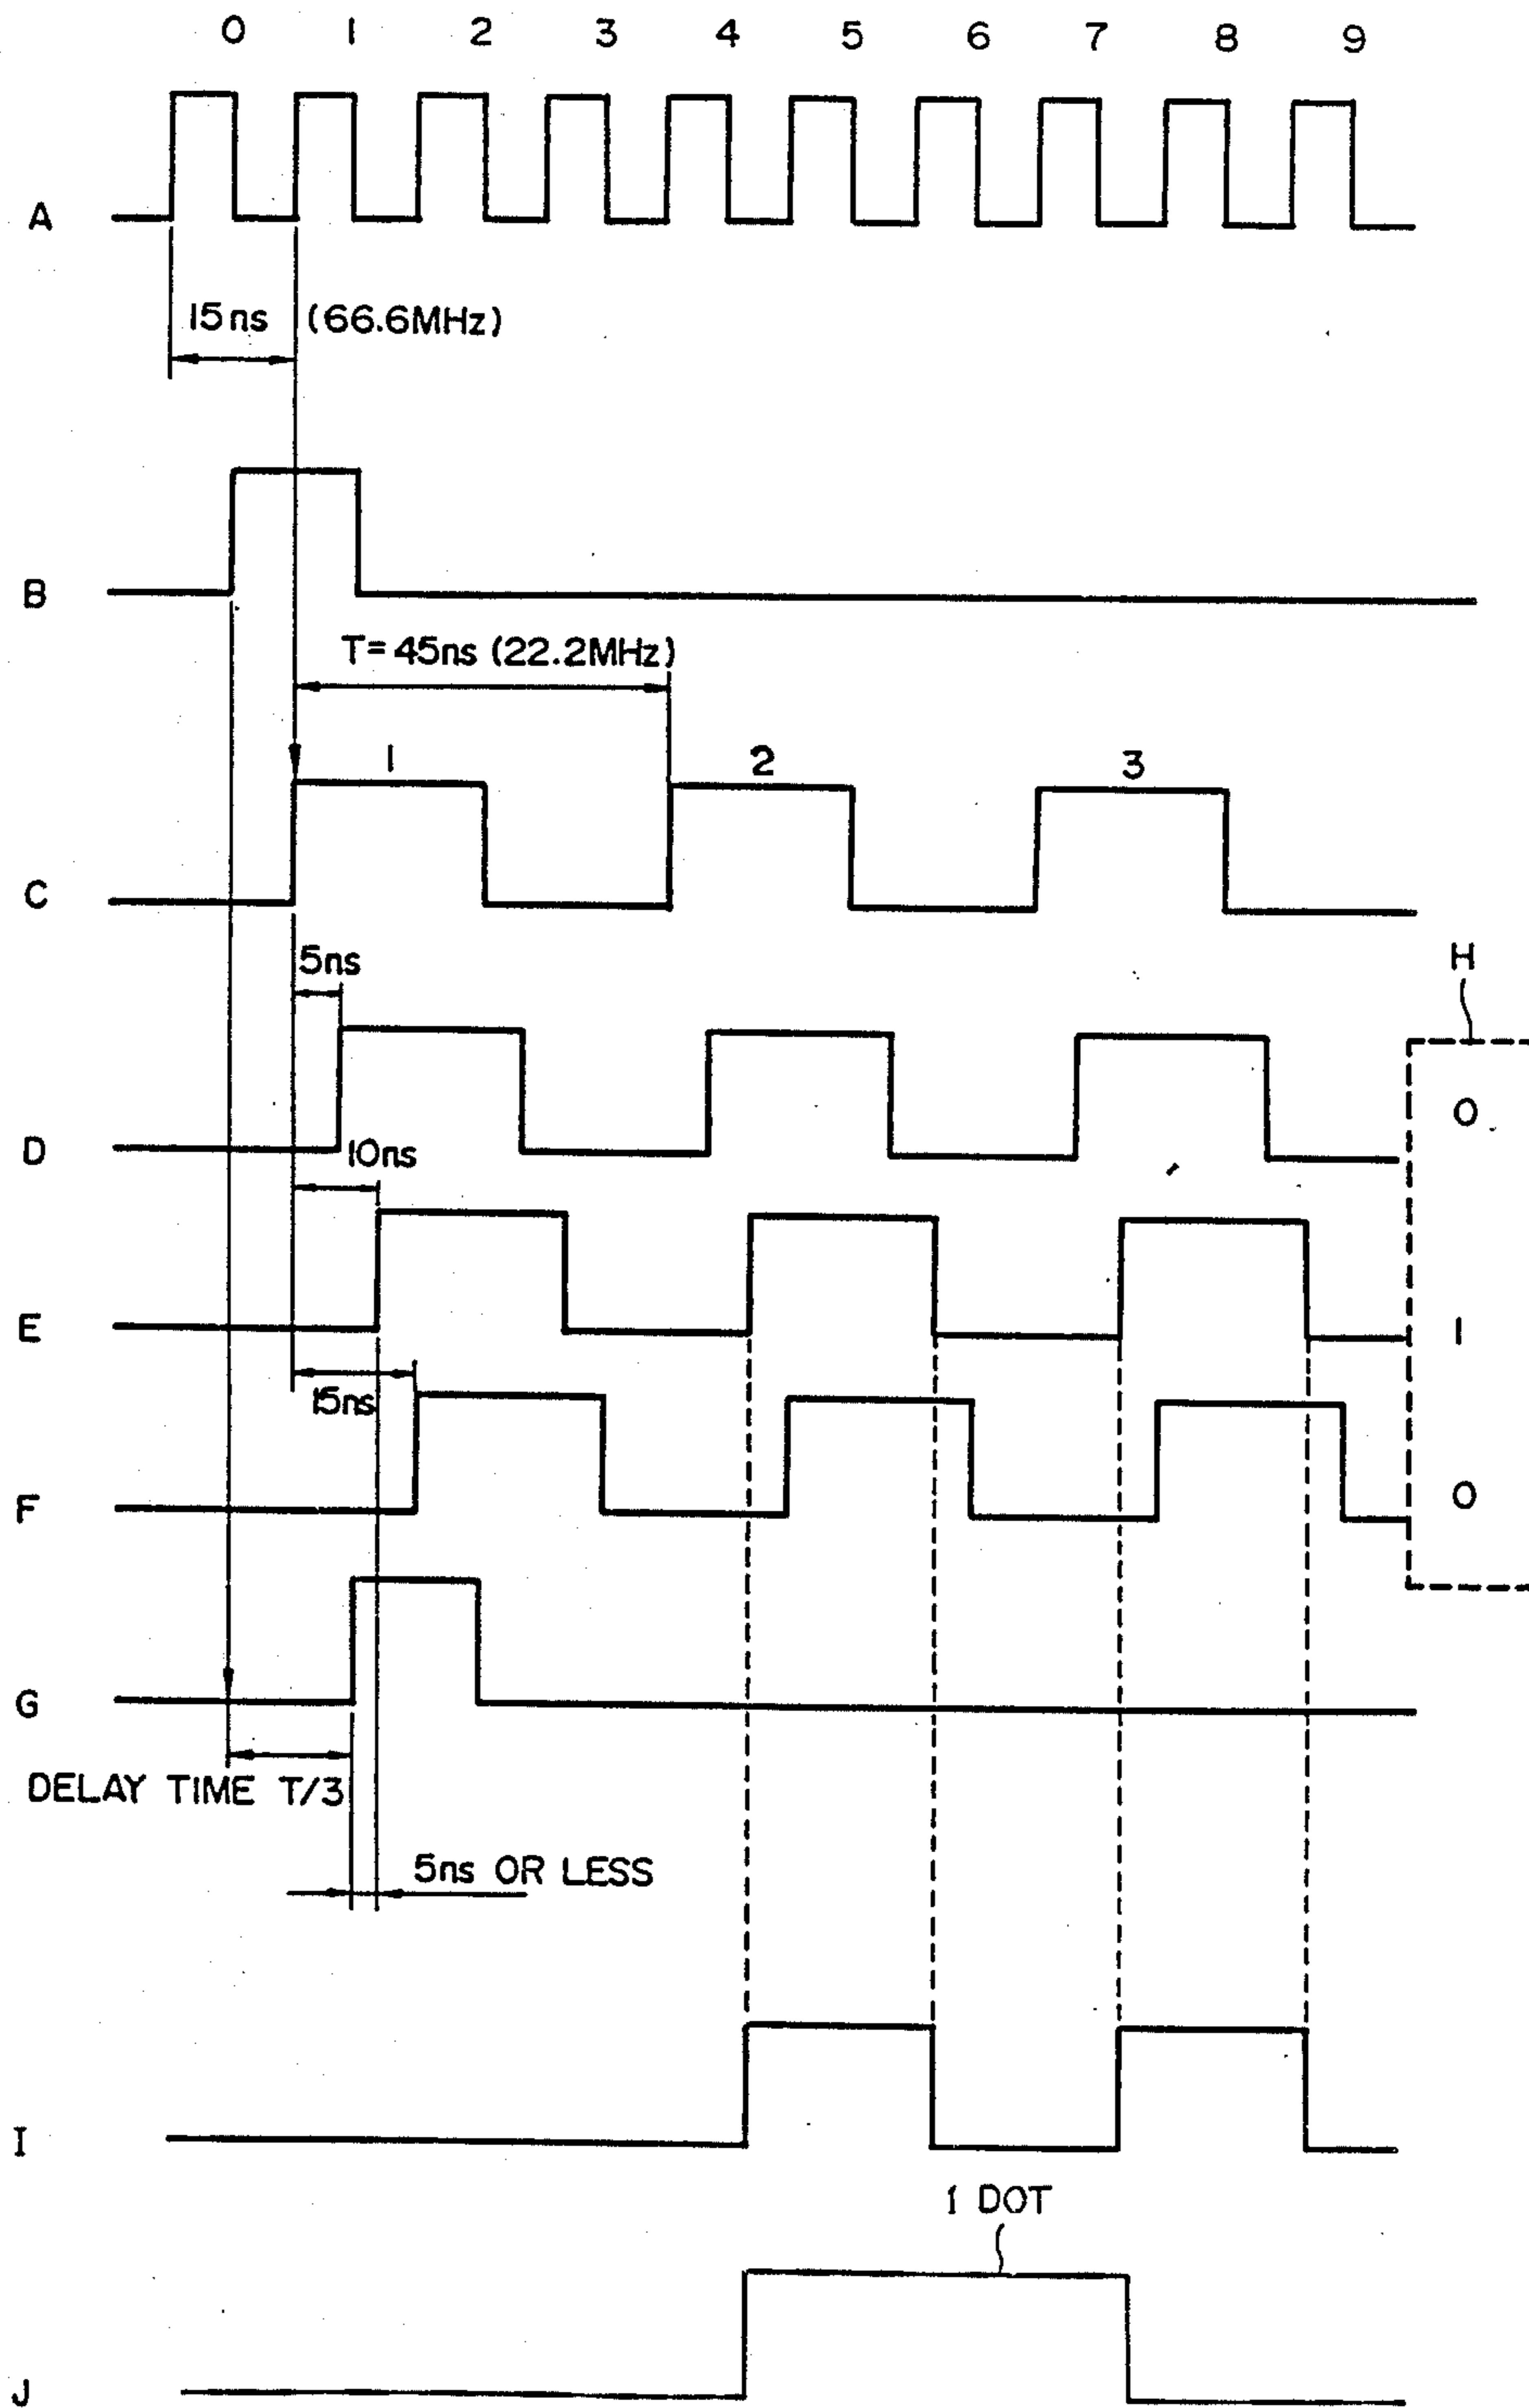 0 1 2 3 4 5 6 7 8 9
A
15ns (66.6MHz)
B
T=45ns (22.2MHz)
1 2 3
C
5ns
H
0
D
10ns
E
1
15ns
F
0
G
DELAY TIME T/3
5ns OR LESS
I
1 DOT
J